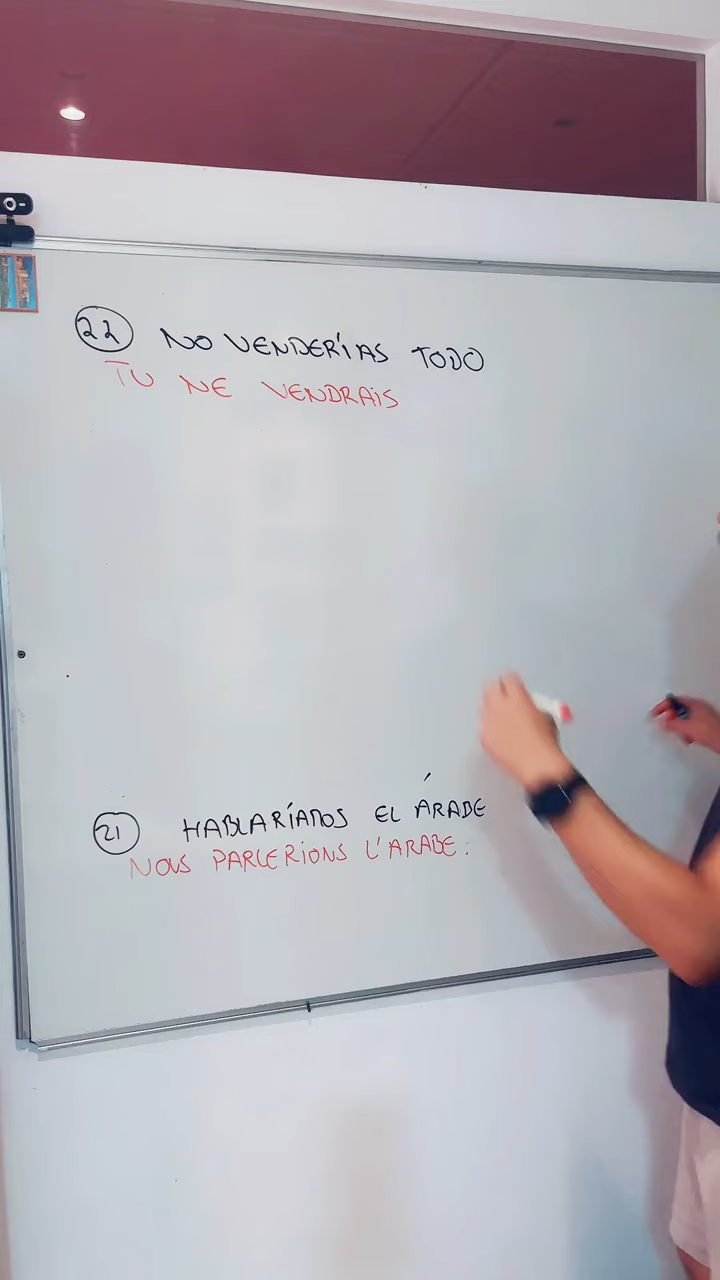 22 NO VENDERÍAS TODO
TU NE VENDRAIS
21 HABLARÍAMOS EL ÁRABE
NOUS PARLERIONS L'ARABE.